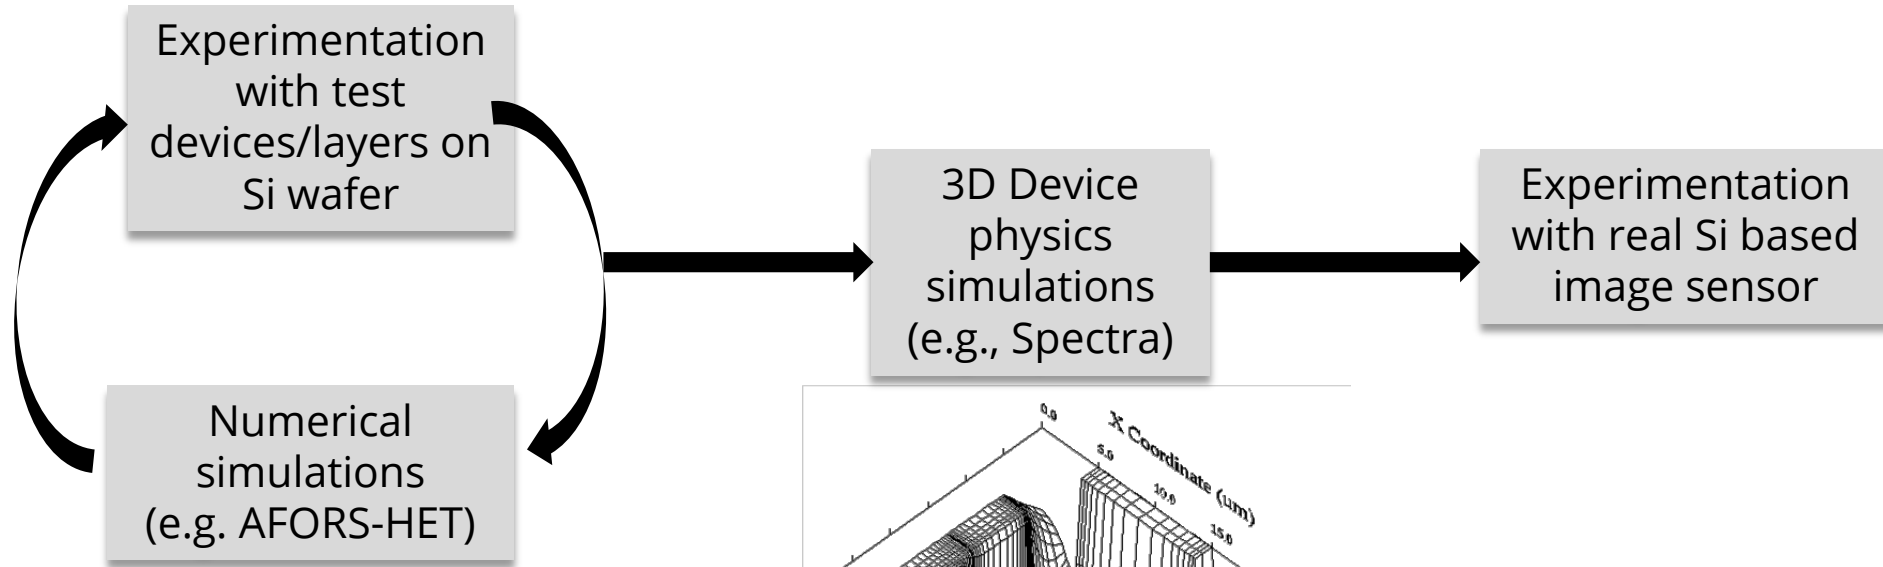 Experimentation
with test
devices/layers on
Si wafer
3D Device
physics
simulations
(e.g., Spectra)
Experimentation
with real Si based
image sensor
Numerical
simulations
(e.g. AFORS-HET)
0.0
X Coordinate (um)
5.0
10.0
15.0